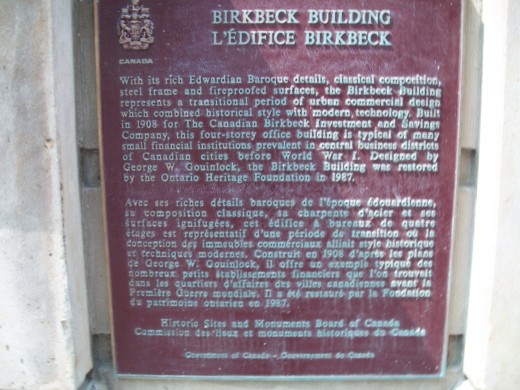 BIRKBECK BUILDING
L'ÉDIFICE BIRKBECK
CANADA
With its rich Edwardian Baroque details, classical composition,
steel frame and fireproofed surfaces, the Birkbeck Building
represents a transitional period of urban commercial design
which combined historical style with modern technology. Built
in 1908 for The Canadian Birkbeck Investment and Savings
Company, this four-storey office building is typical of many
small financial institutions prevalent in central business districts
of Canadian cities before World War I. Designed by
George W. Gouinlock, the Birkbeck Building was restored
by the Ontario Heritage Foundation in 1987.
Avec ses riches détails baroques de l'époque édouardienne,
sa composition classique, sa charpente d'acier et ses
surfaces ignifugées, cet édifice à bureaux de quatre
étages est représentatif d'une période de transition où la
conception des immeubles commerciaux alliait style historique
et techniques modernes. Construit en 1908 d'après les plans
de George W. Gouinlock, il offre un exemple typique des
nombreux petits établissements financiers que l'on trouvait
dans les quartiers d'affaires des villes canadiennes avant la
Première Guerre mondiale. Il a été restauré par la Fondation
du patrimoine ontarien en 1987.
Historic Sites and Monuments Board of Canada
Commission des lieux et monuments historiques du Canada
Government of Canada - Gouvernement du Canada